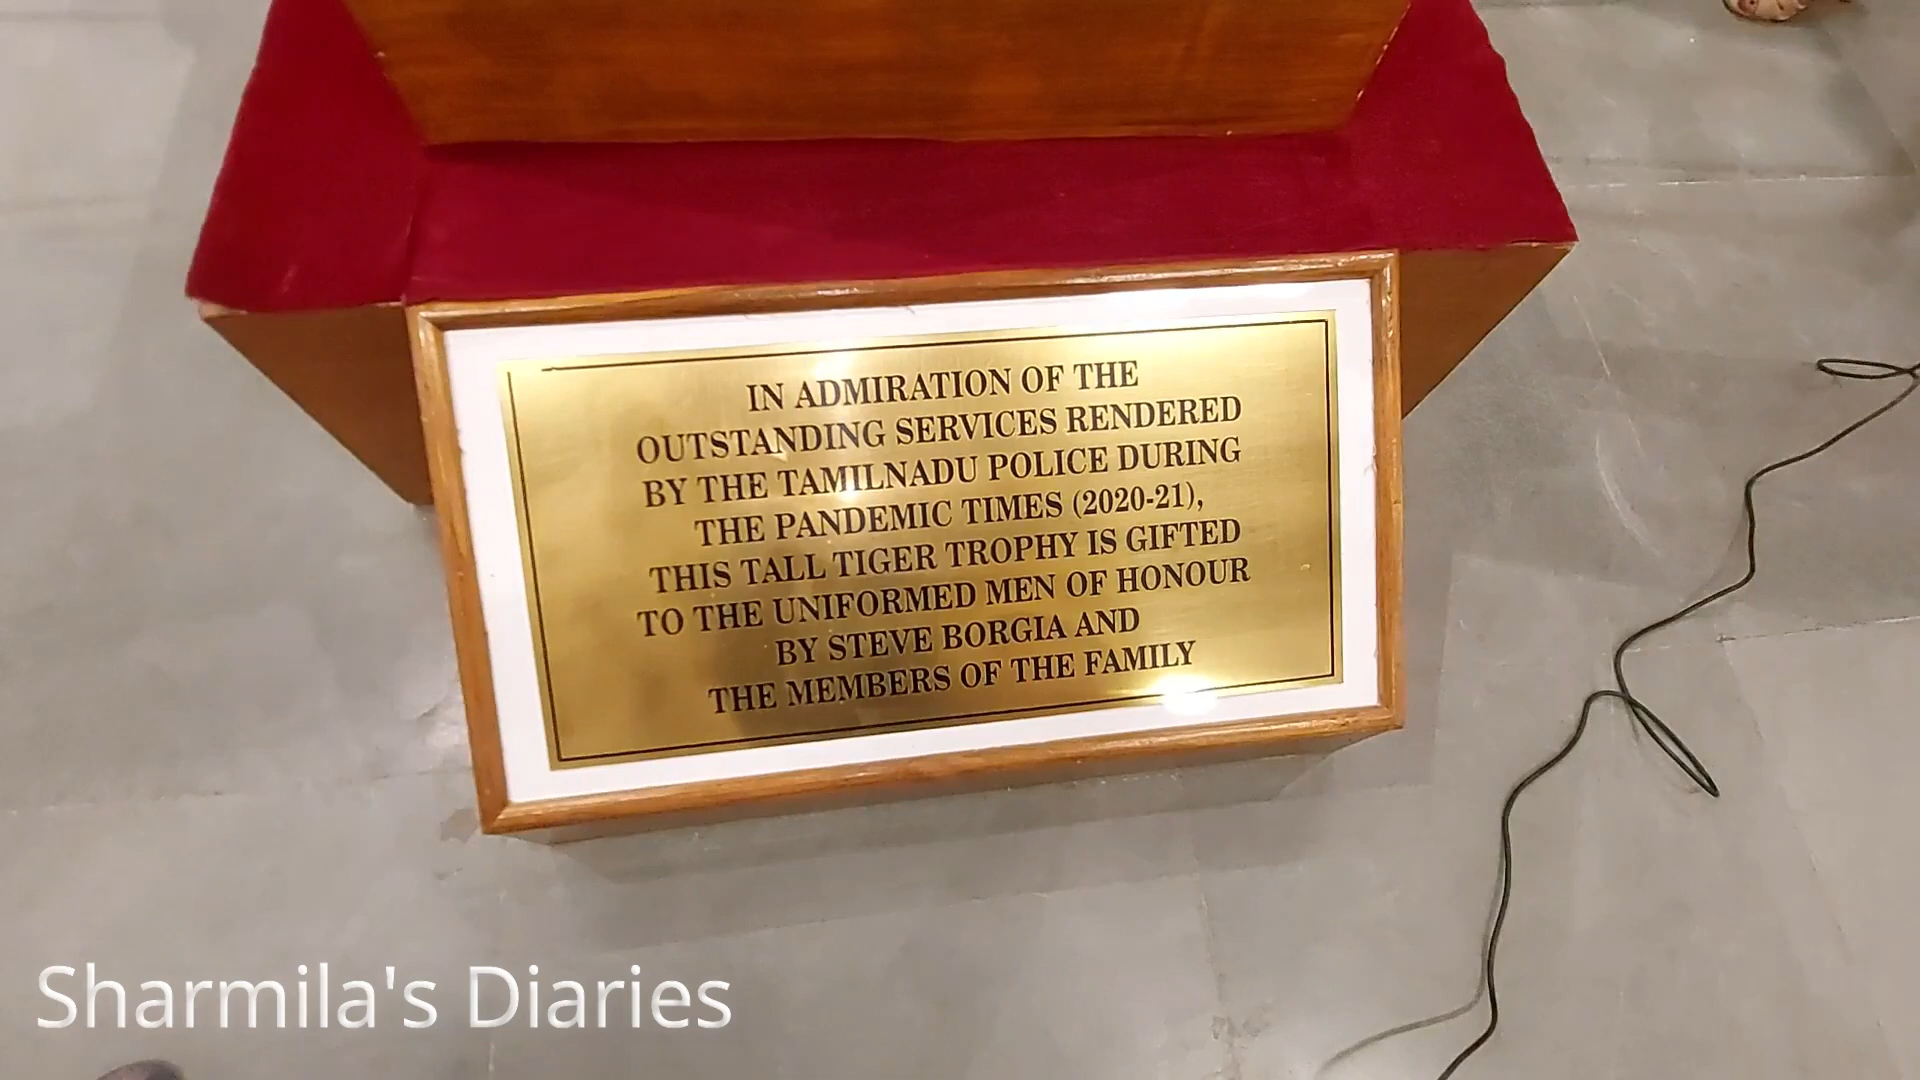 IN ADMIRATION OF THE
OUTSTANDING SERVICES RENDERED
BY THE TAMILNADU POLICE DURING
THE PANDEMIC TIMES (2020-21),
THIS TALL TIGER TROPHY IS GIFTED
TO THE UNIFORMED MEN OF HONOUR
BY STEVE BORGIA AND
THE MEMBERS OF THE FAMILY
Sharmila's Diaries